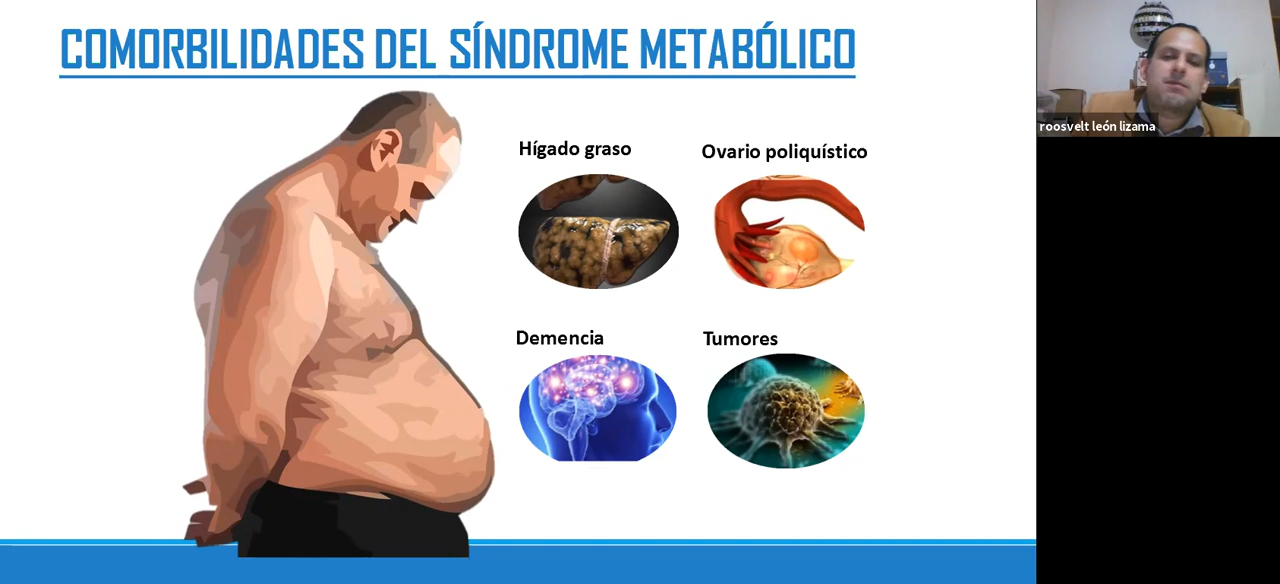 COMORBILIDADES DEL SÍNDROME METABÓLICO
roosvelt león lizama
Hígado graso
Ovario poliquístico
Demencia
Tumores